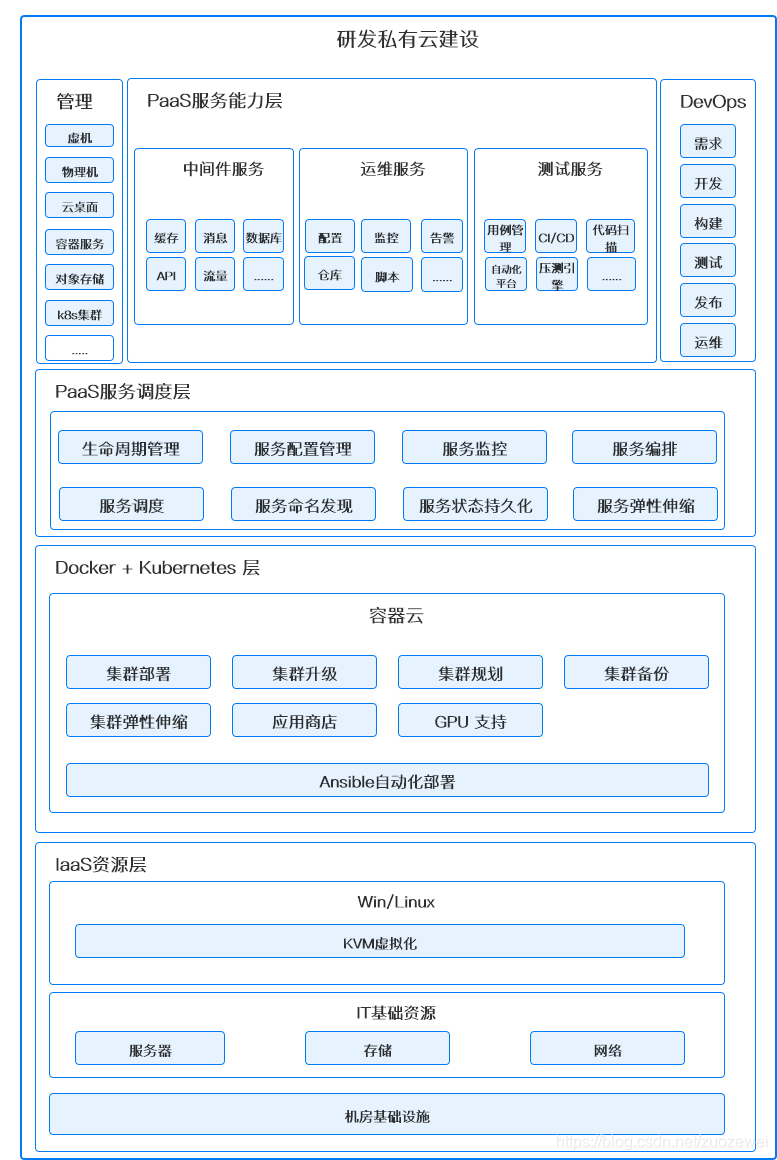 研发私有云建设
管理
虚机
物理机
云桌面
容器服务
对象存储
k8s集群
.....
PaaS服务能力层
中间件服务
缓存
消息
数据库
API
流量
......
运维服务
配置
监控
告警
仓库
脚本
......
测试服务
用例管
理
CI/CD
代码扫
描
自动化
平台
压测引
擎
......
DevOps
需求
开发
构建
测试
发布
运维
PaaS服务调度层
生命周期管理
服务配置管理
服务监控
服务编排
服务调度
服务命名发现
服务状态持久化
服务弹性伸缩
Docker + Kubernetes 层
容器云
集群部署
集群升级
集群规划
集群备份
集群弹性伸缩
应用商店
GPU 支持
Ansible自动化部署
IaaS资源层
Win/Linux
KVM虚拟化
IT基础资源
服务器
存储
网络
机房基础设施
https://blog.csdn.net/zuozewei